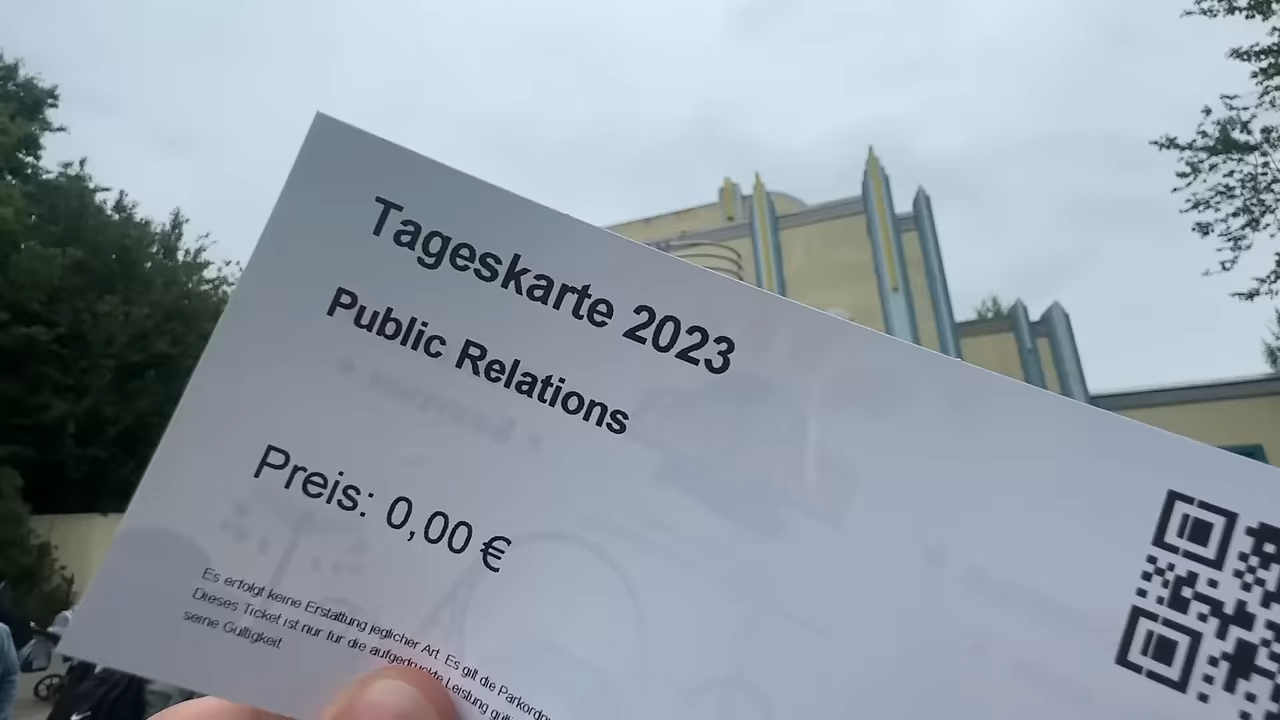 Tageskarte 2023
Public Relations
Preis: 0,00 €
Es erfolgt keine Erstattung jeglicher Art. Es gilt die Parkordnu
Dieses Ticket ist nur für die aufgedruckte Leistung gül
seine Gültigkeit.